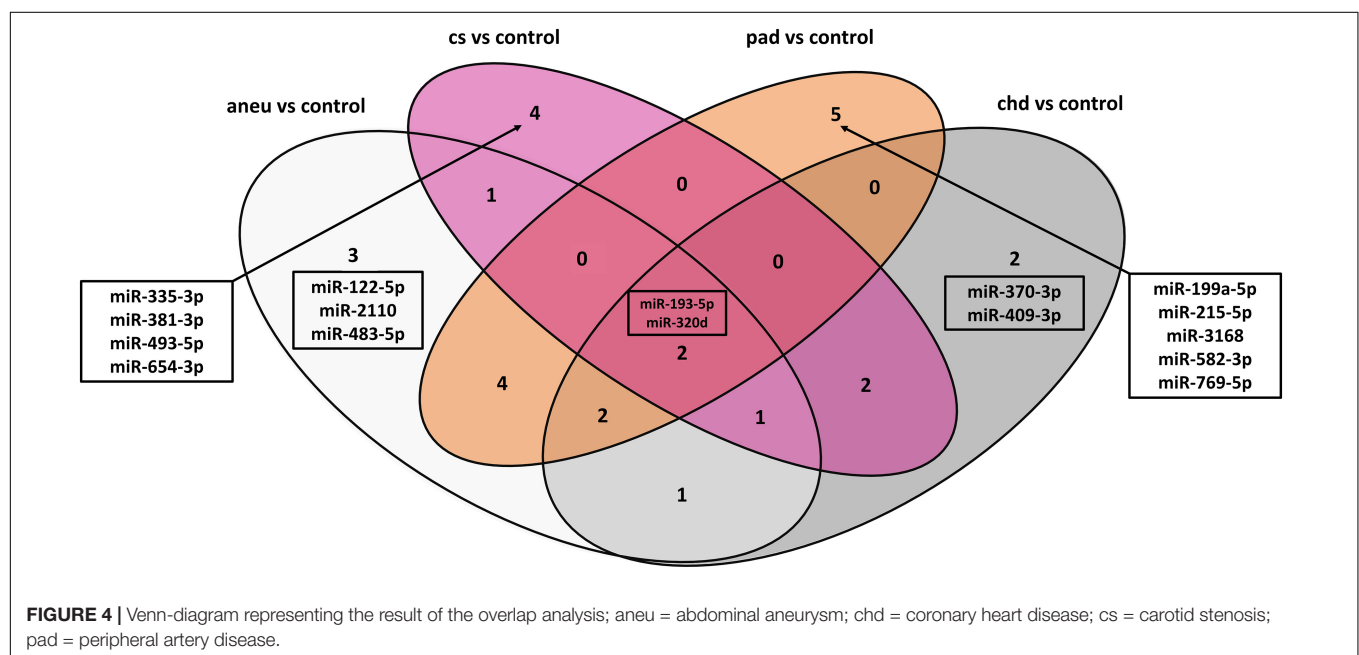 cs vs control
pad vs control
aneu vs control
chd vs control
4
5
1
0
0
3
0
0
2
miR-335-3p
miR-381-3p
miR-493-5p
miR-654-3p
miR-122-5p
miR-2110
miR-483-5p
miR-193-5p
miR-320d
2
miR-370-3p
miR-409-3p
miR-199a-5p
miR-215-5p
miR-3168
miR-582-3p
miR-769-5p
4
2
1
2
1
FIGURE 4 | Venn-diagram representing the result of the overlap analysis; aneu = abdominal aneurysm; chd = coronary heart disease; cs = carotid stenosis;
pad = peripheral artery disease.